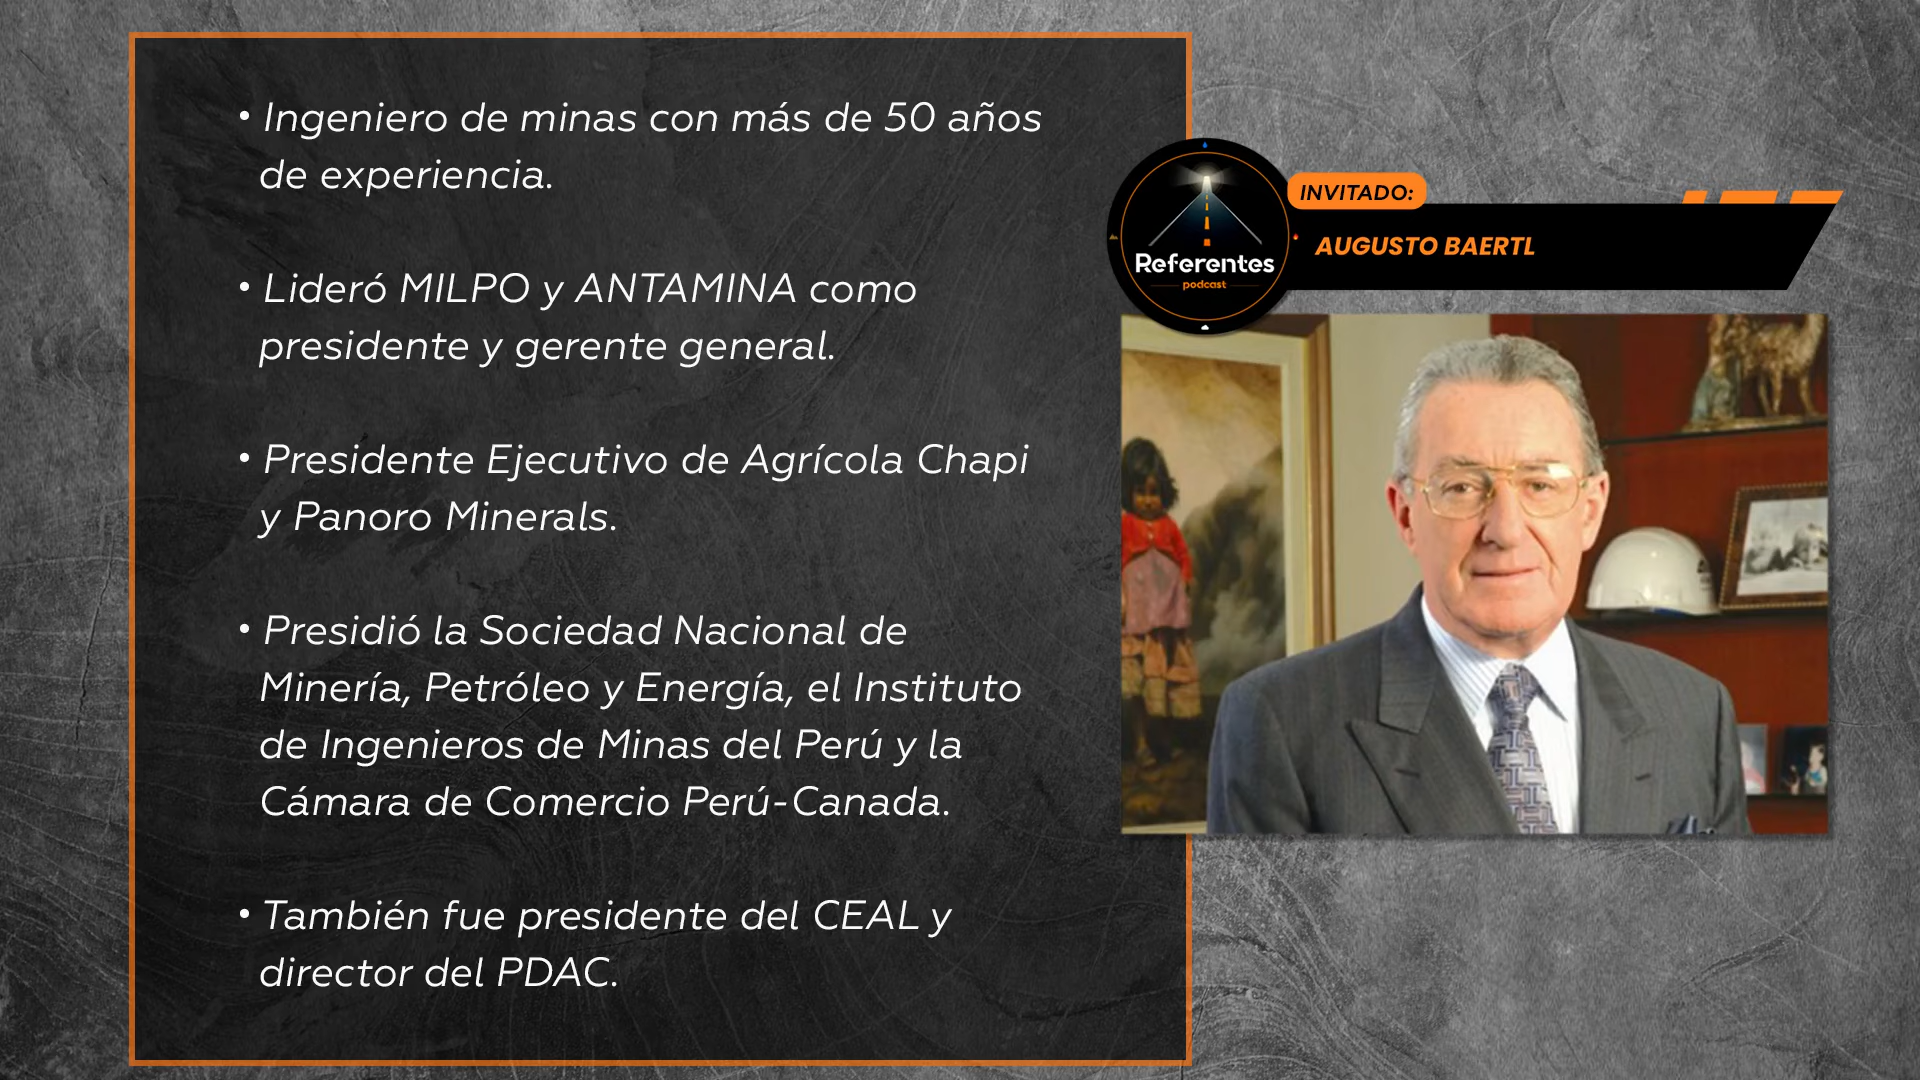 • Ingeniero de minas con más de 50 años
de experiencia.
• Lideró MILPO y ANTAMINA como
presidente y gerente general.
• Presidente Ejecutivo de Agrícola Chapi
y Panoro Minerals.
• Presidió la Sociedad Nacional de
Minería, Petróleo y Energía, el Instituto
de Ingenieros de Minas del Perú y la
Cámara de Comercio Perú-Canada.
• También fue presidente del CEAL y
director del PDAC.
Referentes
podcast
INVITADO:
AUGUSTO BAERTL